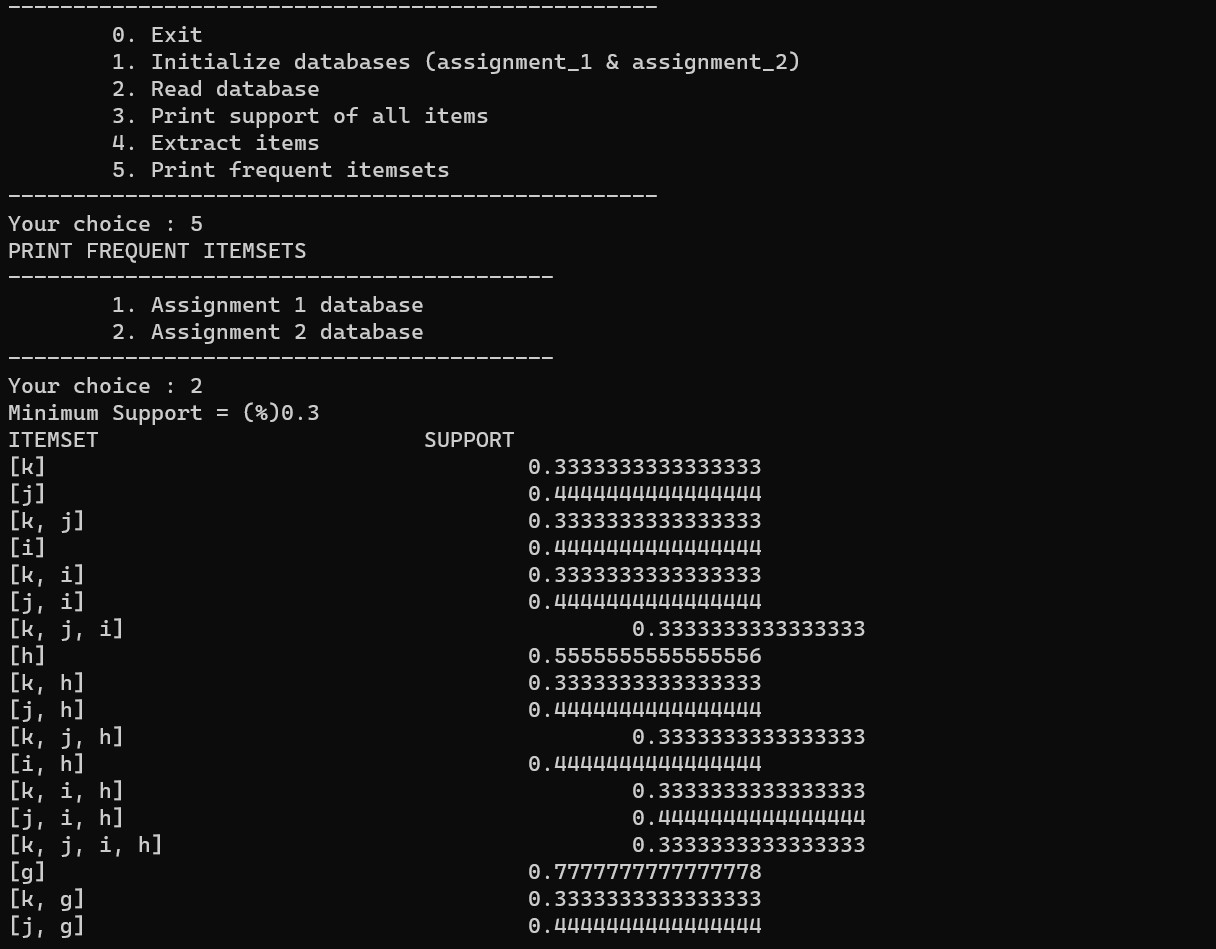 --------------------------------------------------
0. Exit
1. Initialize databases (assignment_1 & assignment_2)
2. Read database
3. Print support of all items
4. Extract items
5. Print frequent itemsets
--------------------------------------------------
Your choice : 5
PRINT FREQUENT ITEMSETS
------------------------------------------
1. Assignment 1 database
2. Assignment 2 database
------------------------------------------
Your choice : 2
Minimum Support = (%)0.3
ITEMSET SUPPORT
[k] 0.3333333333333333
[j] 0.4444444444444444
[k, j] 0.3333333333333333
[i] 0.4444444444444444
[k, i] 0.3333333333333333
[j, i] 0.4444444444444444
[k, j, i] 0.3333333333333333
[h] 0.5555555555555556
[k, h] 0.3333333333333333
[j, h] 0.4444444444444444
[k, j, h] 0.3333333333333333
[i, h] 0.4444444444444444
[k, i, h] 0.3333333333333333
[j, i, h] 0.4444444444444444
[k, j, i, h] 0.3333333333333333
[g] 0.7777777777777778
[k, g] 0.3333333333333333
[j, g] 0.4444444444444444